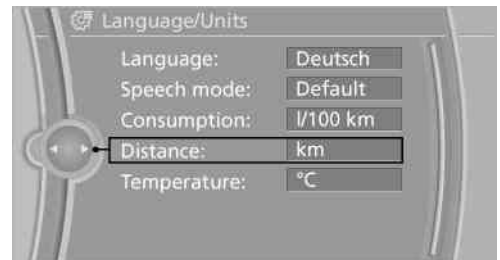 Language/Units
Language: Deutsch
Speech mode: Default
Consumption: l/100 km
Distance: km
Temperature: °C